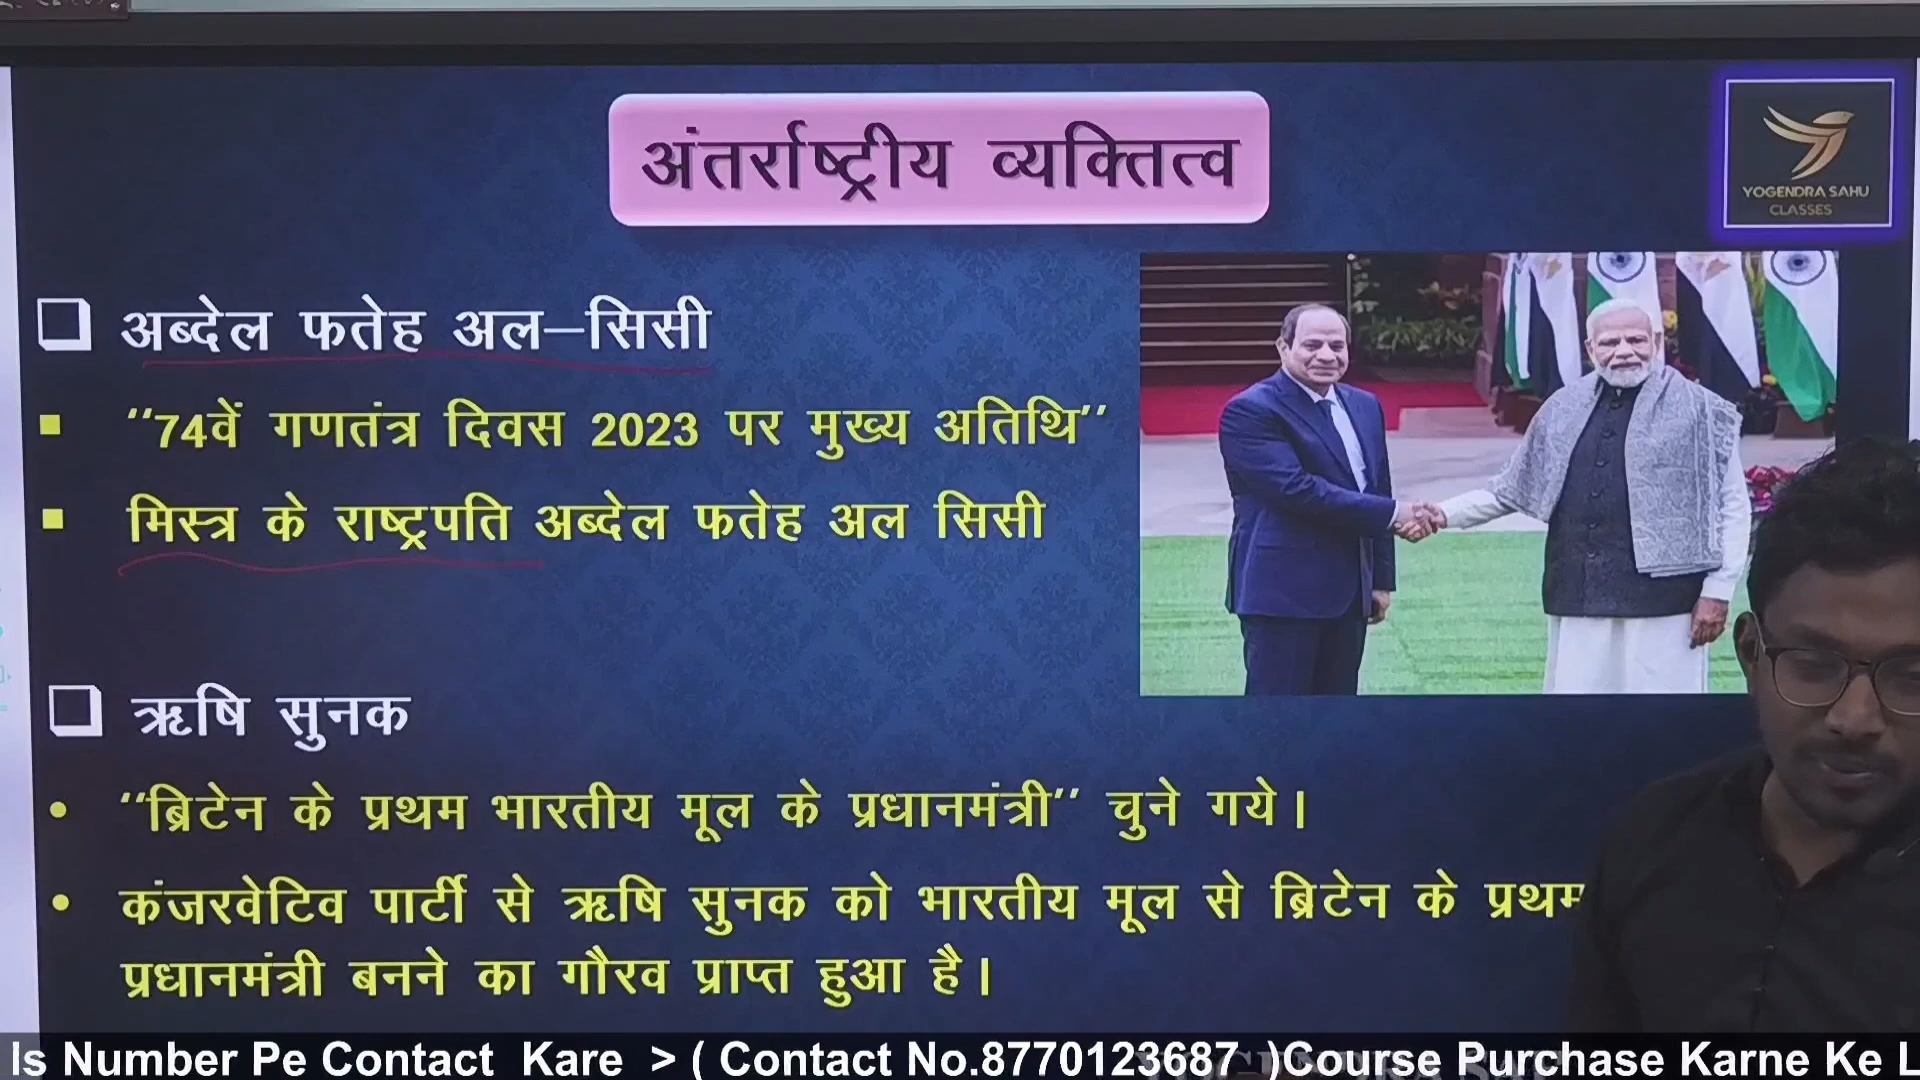 अंतर्राष्ट्रीय व्यक्तित्व
YOGENDRA SAHU
CLASSES
अब्देल फतेह अल–सिसी
"74वें गणतंत्र दिवस 2023 पर मुख्य अतिथि"
मिस्त्र के राष्ट्रपति अब्देल फतेह अल सिसी
ऋषि सुनक
"ब्रिटेन के प्रथम भारतीय मूल के प्रधानमंत्री" चुने गये।
कंजरवेटिव पार्टी से ऋषि सुनक को भारतीय मूल से ब्रिटेन के प्रथम
प्रधानमंत्री बनने का गौरव प्राप्त हुआ है।
Is Number Pe Contact Kare > ( Contact No.8770123687 )Course Purchase Karne Ke L